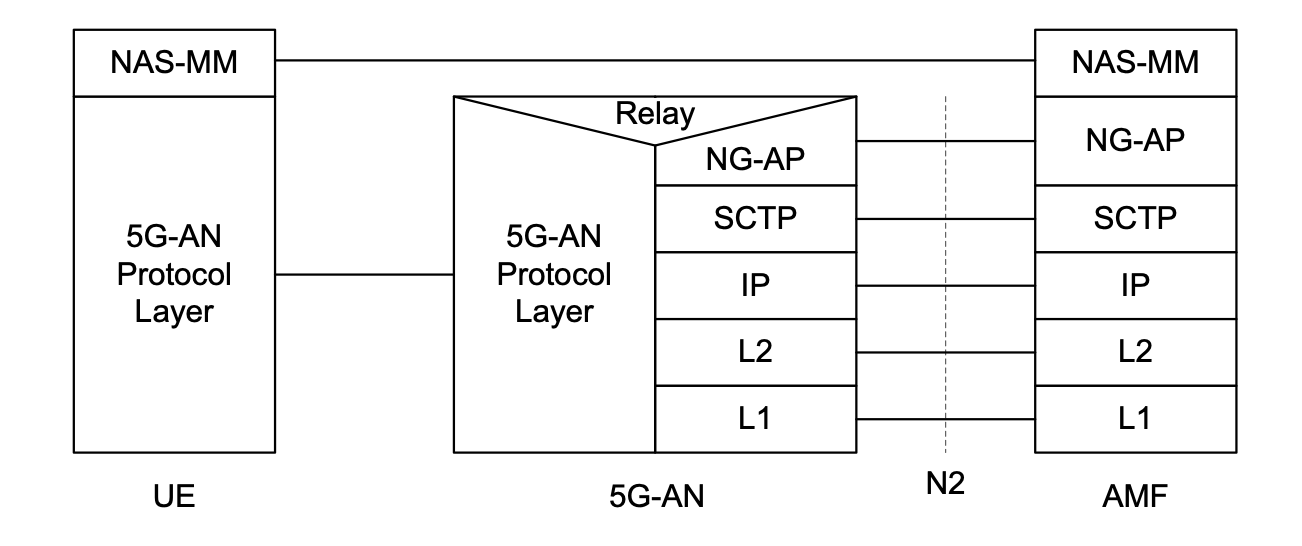 NAS-MM
NAS-MM
Relay
NG-AP
NG-AP
5G-AN
Protocol
Layer
5G-AN
Protocol
Layer
SCTP
SCTP
IP
IP
L2
L2
L1
L1
UE
5G-AN
N2
AMF